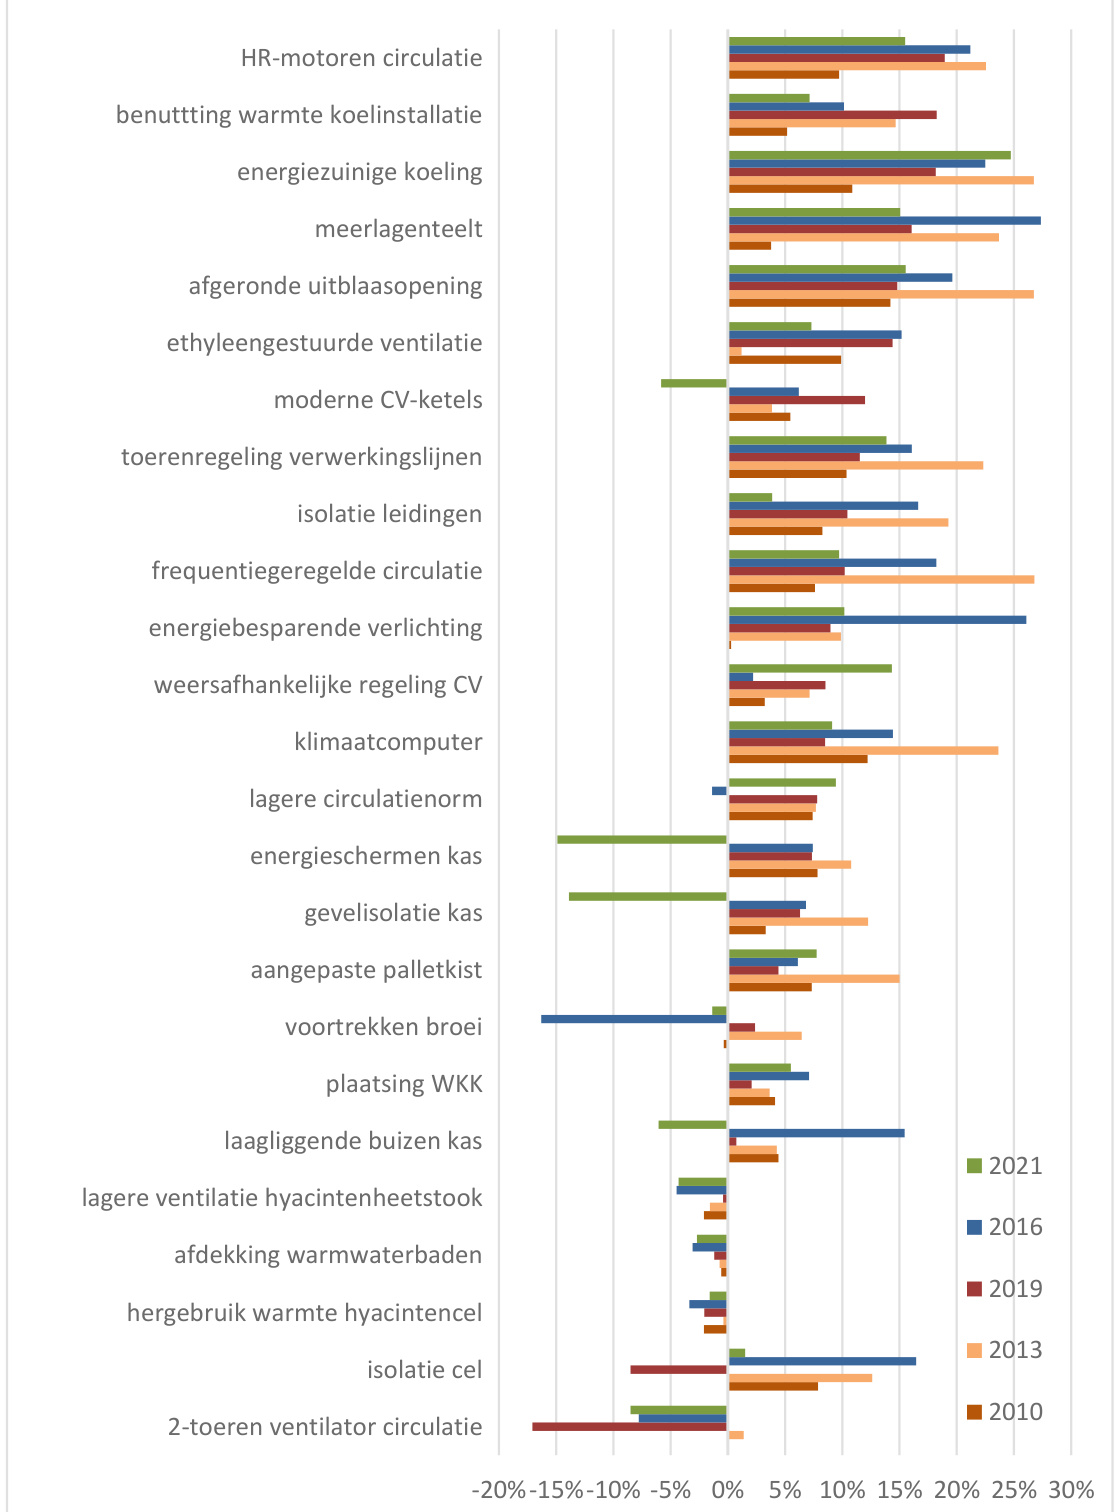 HR-motoren circulatie
benuttting warmte koelinstallatie
energiezuinige koeling
meerlagenteelt
afgeronde uitblaasopening
ethyleengestuurde ventilatie
moderne CV-ketels
toerenregeling verwerkingslijnen
isolatie leidingen
frequentiegeregelde circulatie
energiebesparende verlichting
weersafhankelijke regeling CV
klimaatcomputer
lagere circulatienorm
energieschermen kas
gevelisolatie kas
aangepaste palletkist
voortrekken broei
plaatsing WKK
laagliggende buizen kas
lagere ventilatie hyacintenheetstook
afdekking warmwaterbaden
hergebruik warmte hyacintencel
isolatie cel
2-toeren ventilator circulatie
2021
2016
2019
2013
2010
-20% -15% -10% -5% 0% 5% 10% 15% 20% 25% 30%